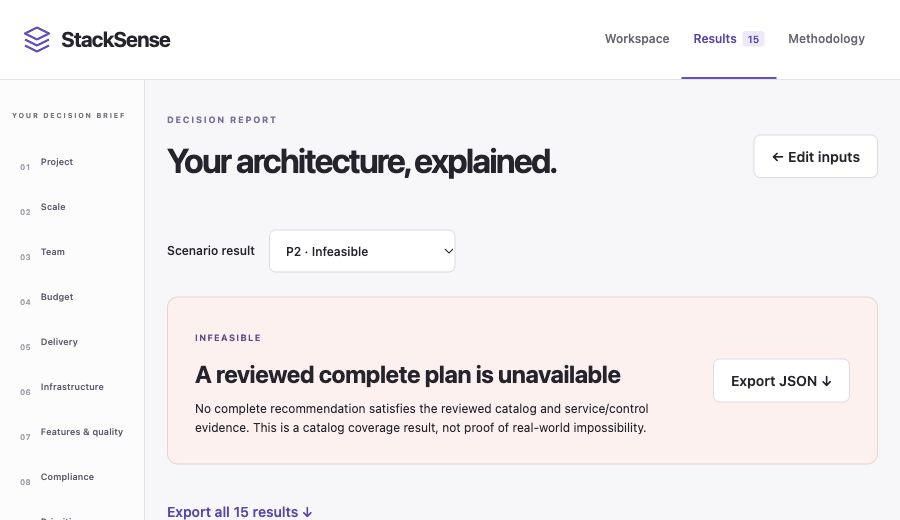 StackSense
Workspace
Results 15
Methodology
YOUR DECISION BRIEF
01 Project
02 Scale
03 Team
04 Budget
05 Delivery
06 Infrastructure
07 Features & quality
08 Compliance
DECISION REPORT
Your architecture, explained.
← Edit inputs
Scenario result
P2 · Infeasible
INFEASIBLE
A reviewed complete plan is unavailable
No complete recommendation satisfies the reviewed catalog and service/control
evidence. This is a catalog coverage result, not proof of real-world impossibility.
Export JSON ↓
Export all 15 results ↓